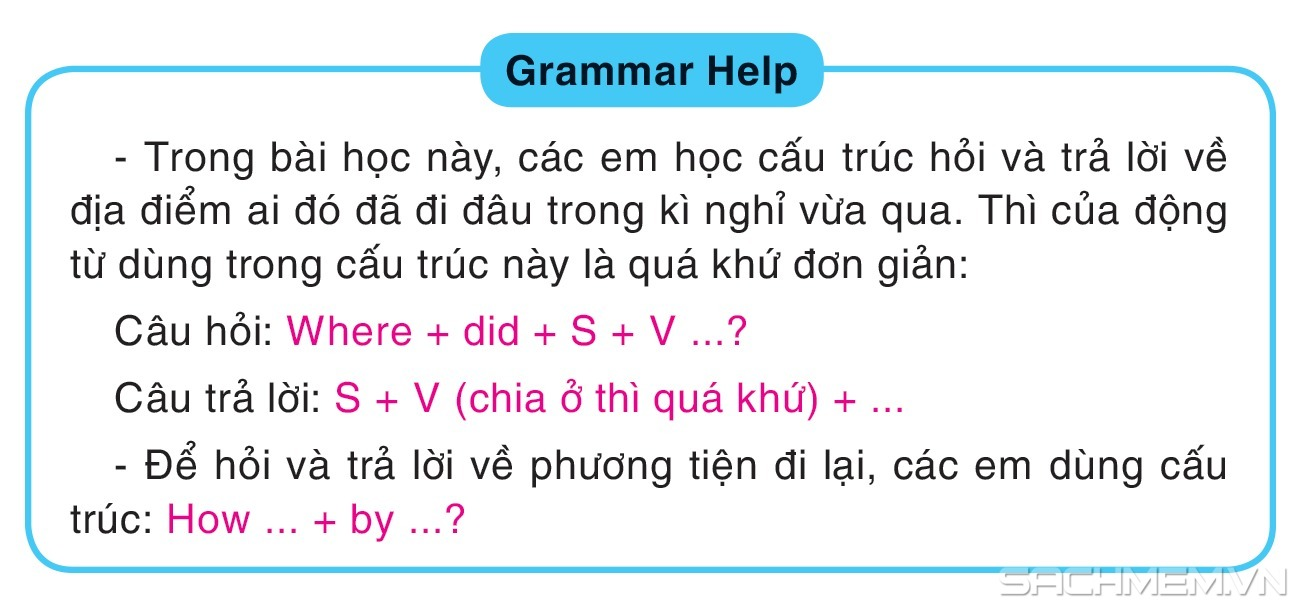 Grammar Help
- Trong bài học này, các em học cấu trúc hỏi và trả lời về
địa điểm ai đó đã đi đâu trong kì nghỉ vừa qua. Thì của động
từ dùng trong cấu trúc này là quá khứ đơn giản:
Câu hỏi: Where + did + S + V ...?
Câu trả lời: S + V (chia ở thì quá khứ) + ...
- Để hỏi và trả lời về phương tiện đi lại, các em dùng cấu
trúc: How ... + by ...?
SACHMEM.VN